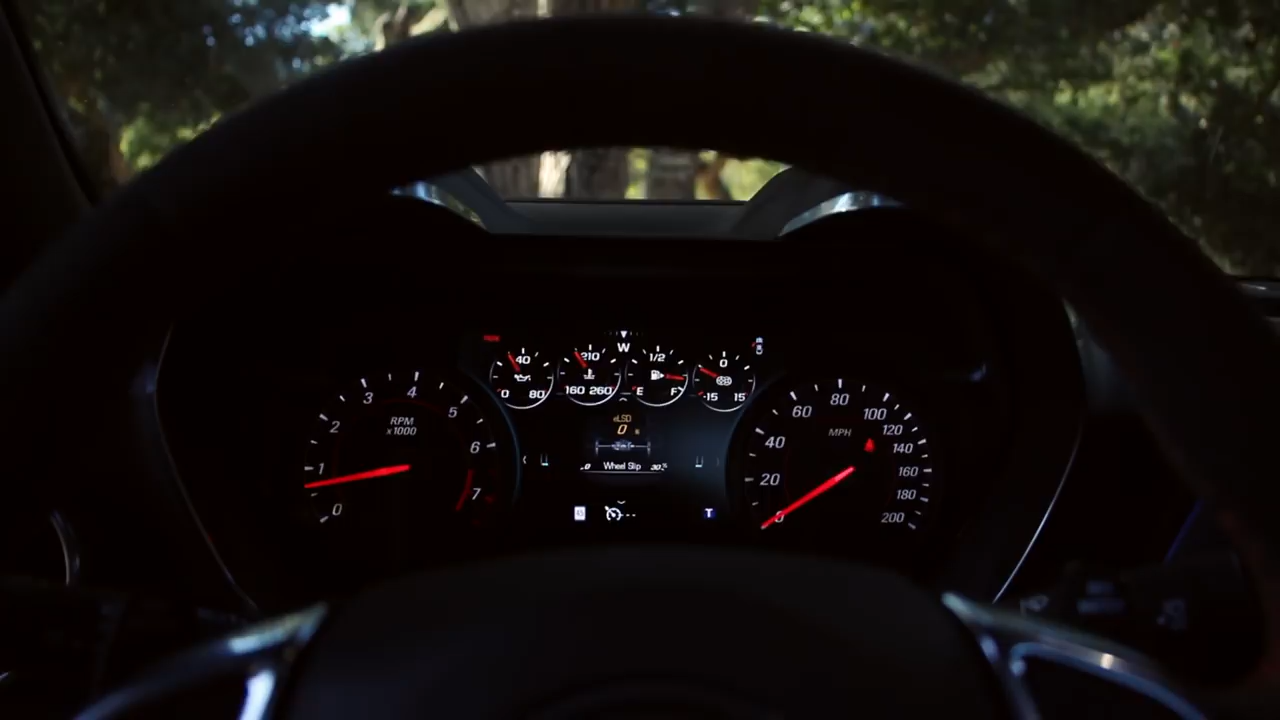 W
40
0 80
210
160 260
1/2
E F
0
-15 15
0 1 2 3 4 5 6 7
RPM
x1000
eLSD
0
Wheel Slip
T
0 20 40 60 80 100 120 140 160 180 200
MPH